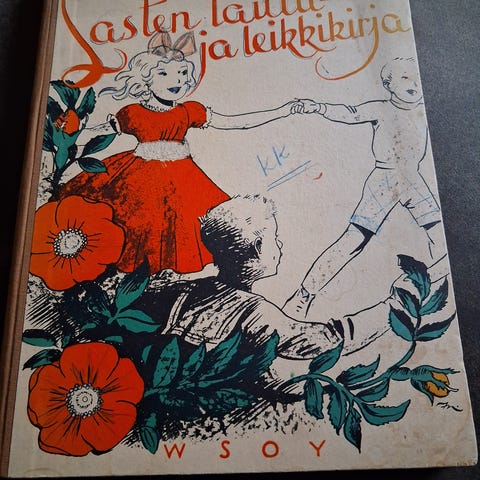 Lasten laulu
ja leikkikirja
KK
WSOY